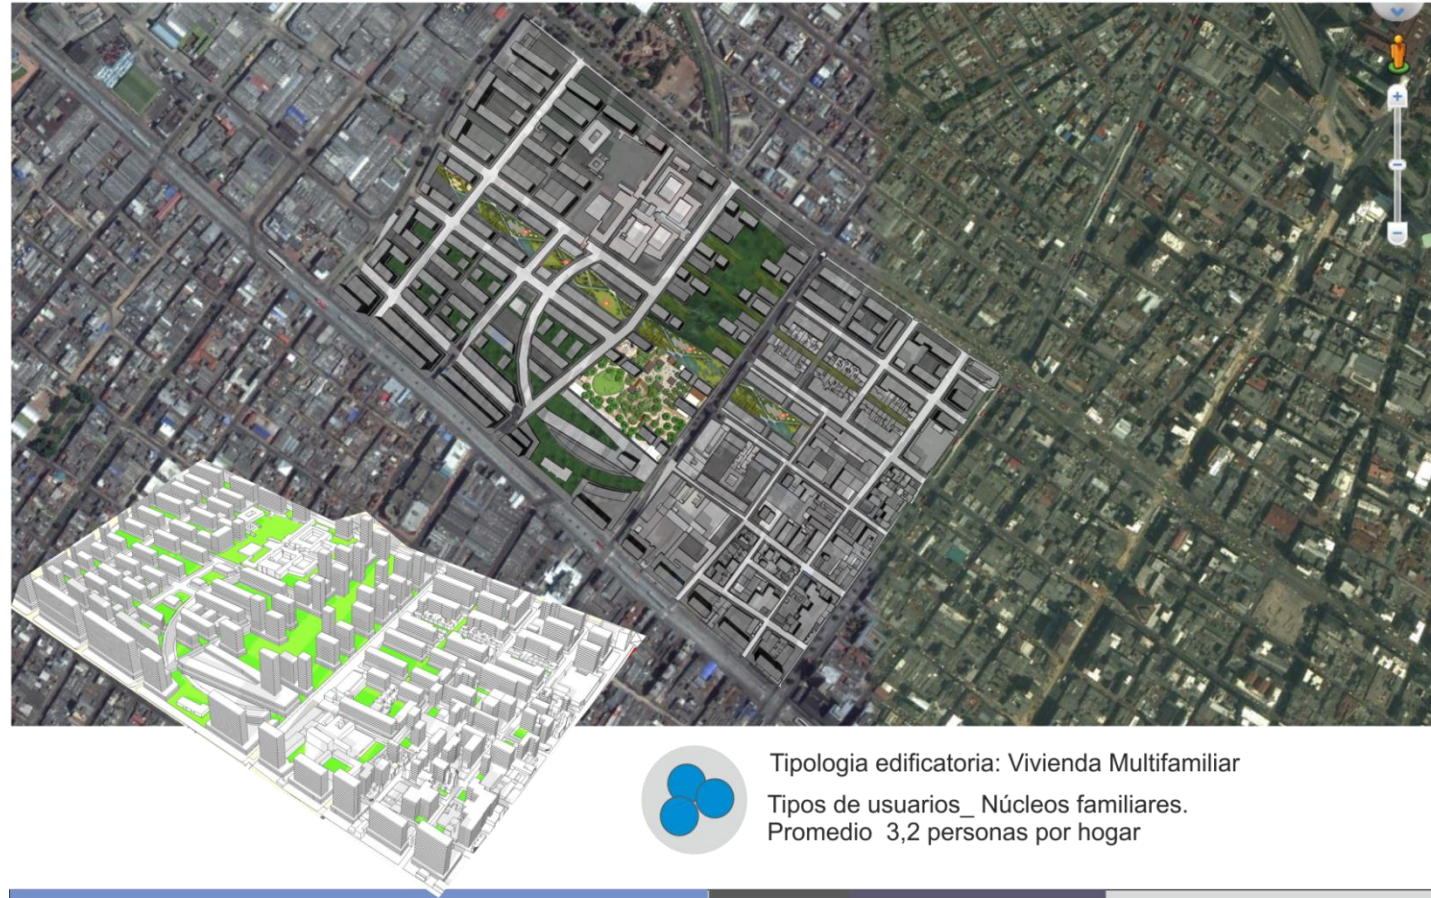 Tipologia edificatoria: Vivienda Multifamiliar
Tipos de usuarios_ Núcleos familiares.
Promedio 3,2 personas por hogar